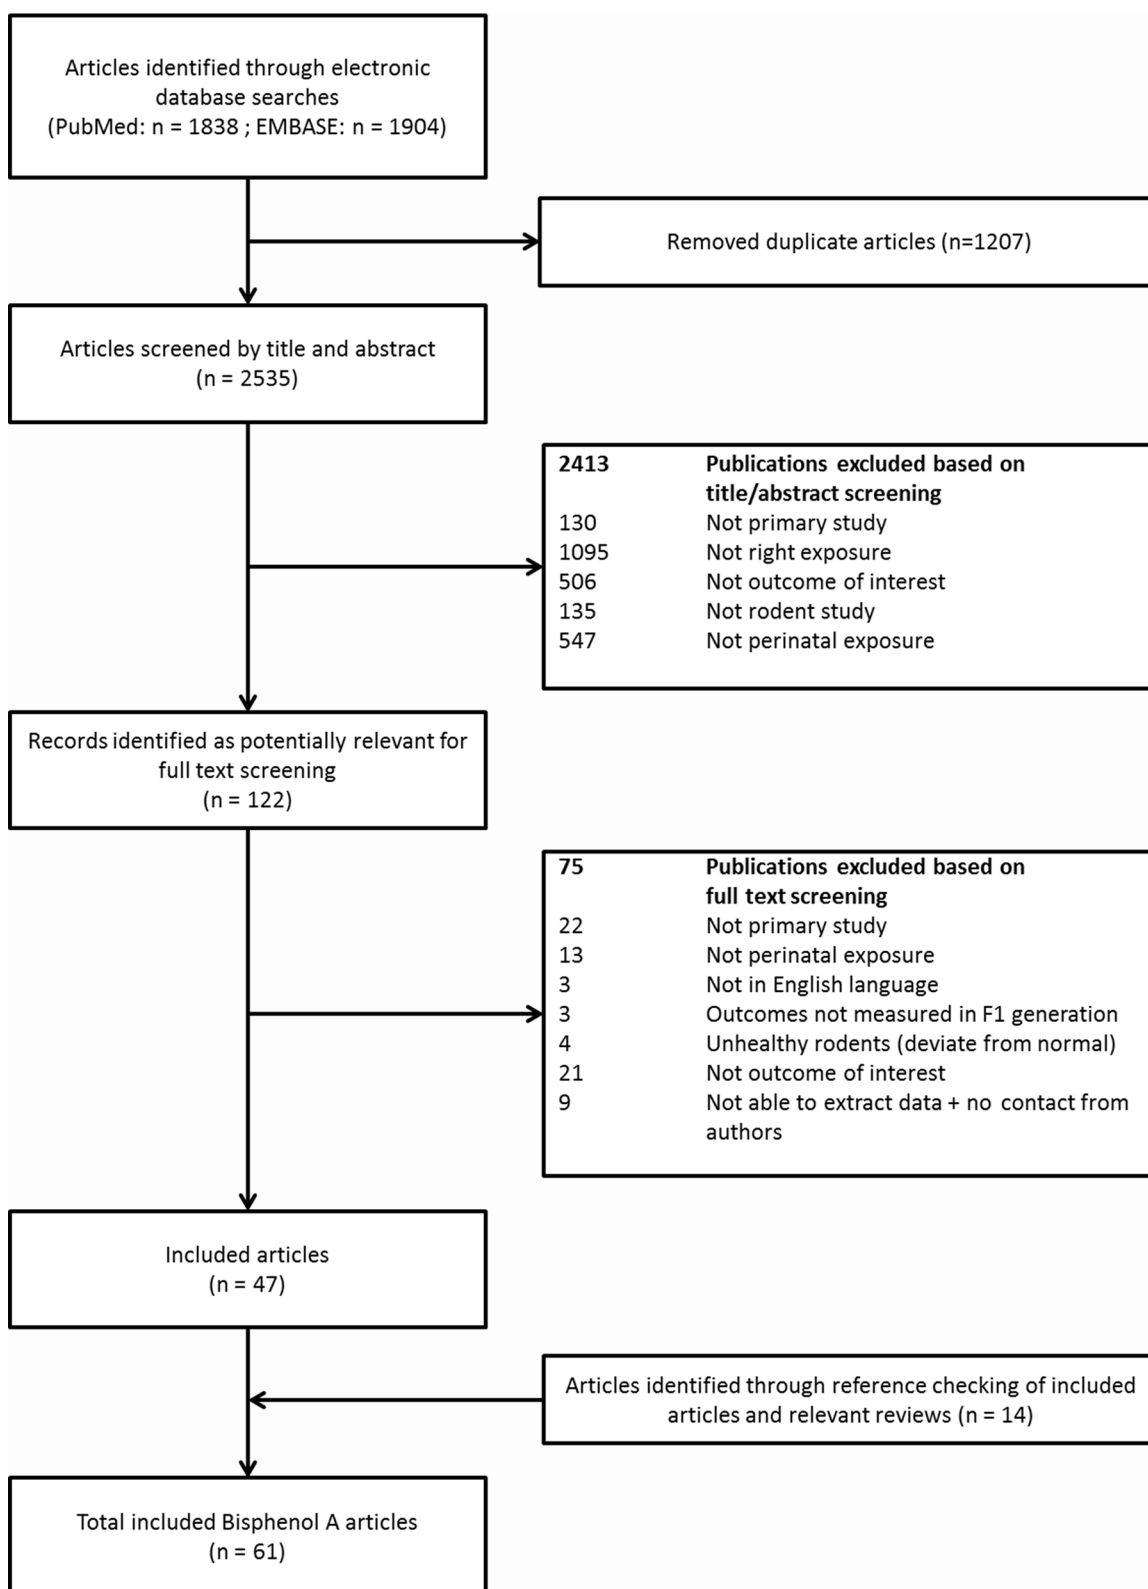 Articles identified through electronic
database searches
(PubMed: n = 1838 ; EMBASE: n = 1904)
Removed duplicate articles (n=1207)
Articles screened by title and abstract
(n = 2535)
2413 Publications excluded based on
title/abstract screening
130 Not primary study
1095 Not right exposure
506 Not outcome of interest
135 Not rodent study
547 Not perinatal exposure
Records identified as potentially relevant for
full text screening
(n = 122)
75 Publications excluded based on
full text screening
22 Not primary study
13 Not perinatal exposure
3 Not in English language
3 Outcomes not measured in F1 generation
4 Unhealthy rodents (deviate from normal)
21 Not outcome of interest
9 Not able to extract data + no contact from
authors
Included articles
(n = 47)
Articles identified through reference checking of included
articles and relevant reviews (n = 14)
Total included Bisphenol A articles
(n = 61)